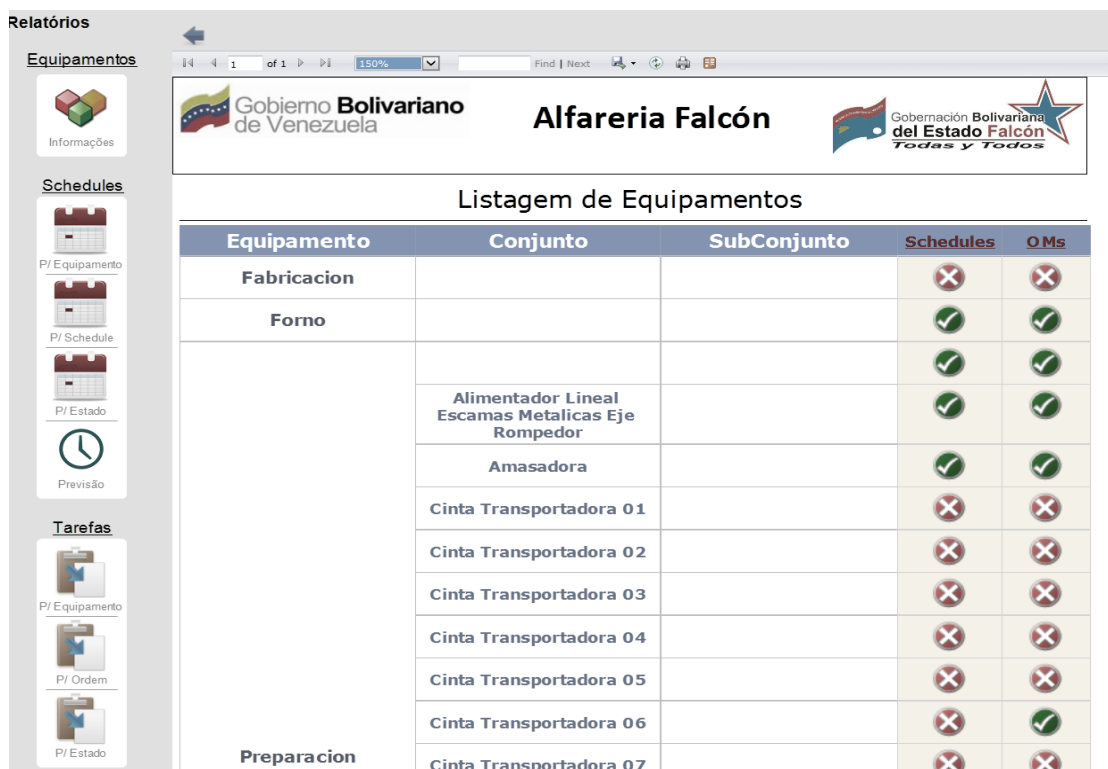 Relatórios
Equipamentos
Informações
Schedules
P/ Equipamento
P/ Schedule
P/ Estado
Previsão
Tarefas
P/ Equipamento
P/ Ordem
P/ Estado
1 of 1 150% Find | Next
Gobierno Bolivariano
de Venezuela
Alfareria Falcón
Gobernación Bolivariana
del Estado Falcón
Todas y Todos
Listagem de Equipamentos
Equipamento Conjunto SubConjunto Schedules OMs
Fabricacion
Forno
Alimentador Lineal
Escamas Metalicas Eje
Rompedor
Amasadora
Cinta Transportadora 01
Cinta Transportadora 02
Cinta Transportadora 03
Cinta Transportadora 04
Cinta Transportadora 05
Cinta Transportadora 06
Preparacion
Cinta Transportadora 07